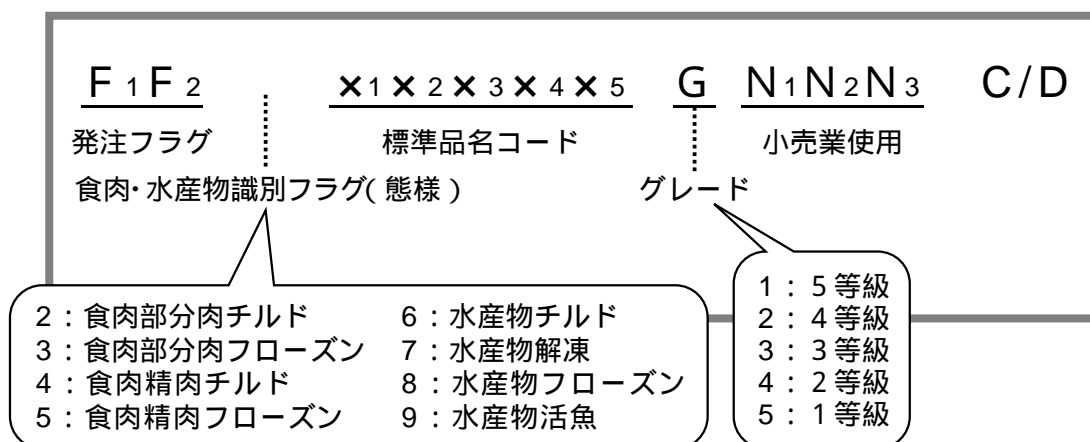 F1F2 ×1×2×3×4×5 G N1N2N3 C/D
発注フラグ 標準品名コード 小売業使用
食肉・水産物識別フラグ(態様) グレード
2：食肉部分肉チルド 6：水産物チルド
3：食肉部分肉フローズン 7：水産物解凍
4：食肉精肉チルド 8：水産物フローズン
5：食肉精肉フローズン 9：水産物活魚
1：5等級
2：4等級
3：3等級
4：2等級
5：1等級